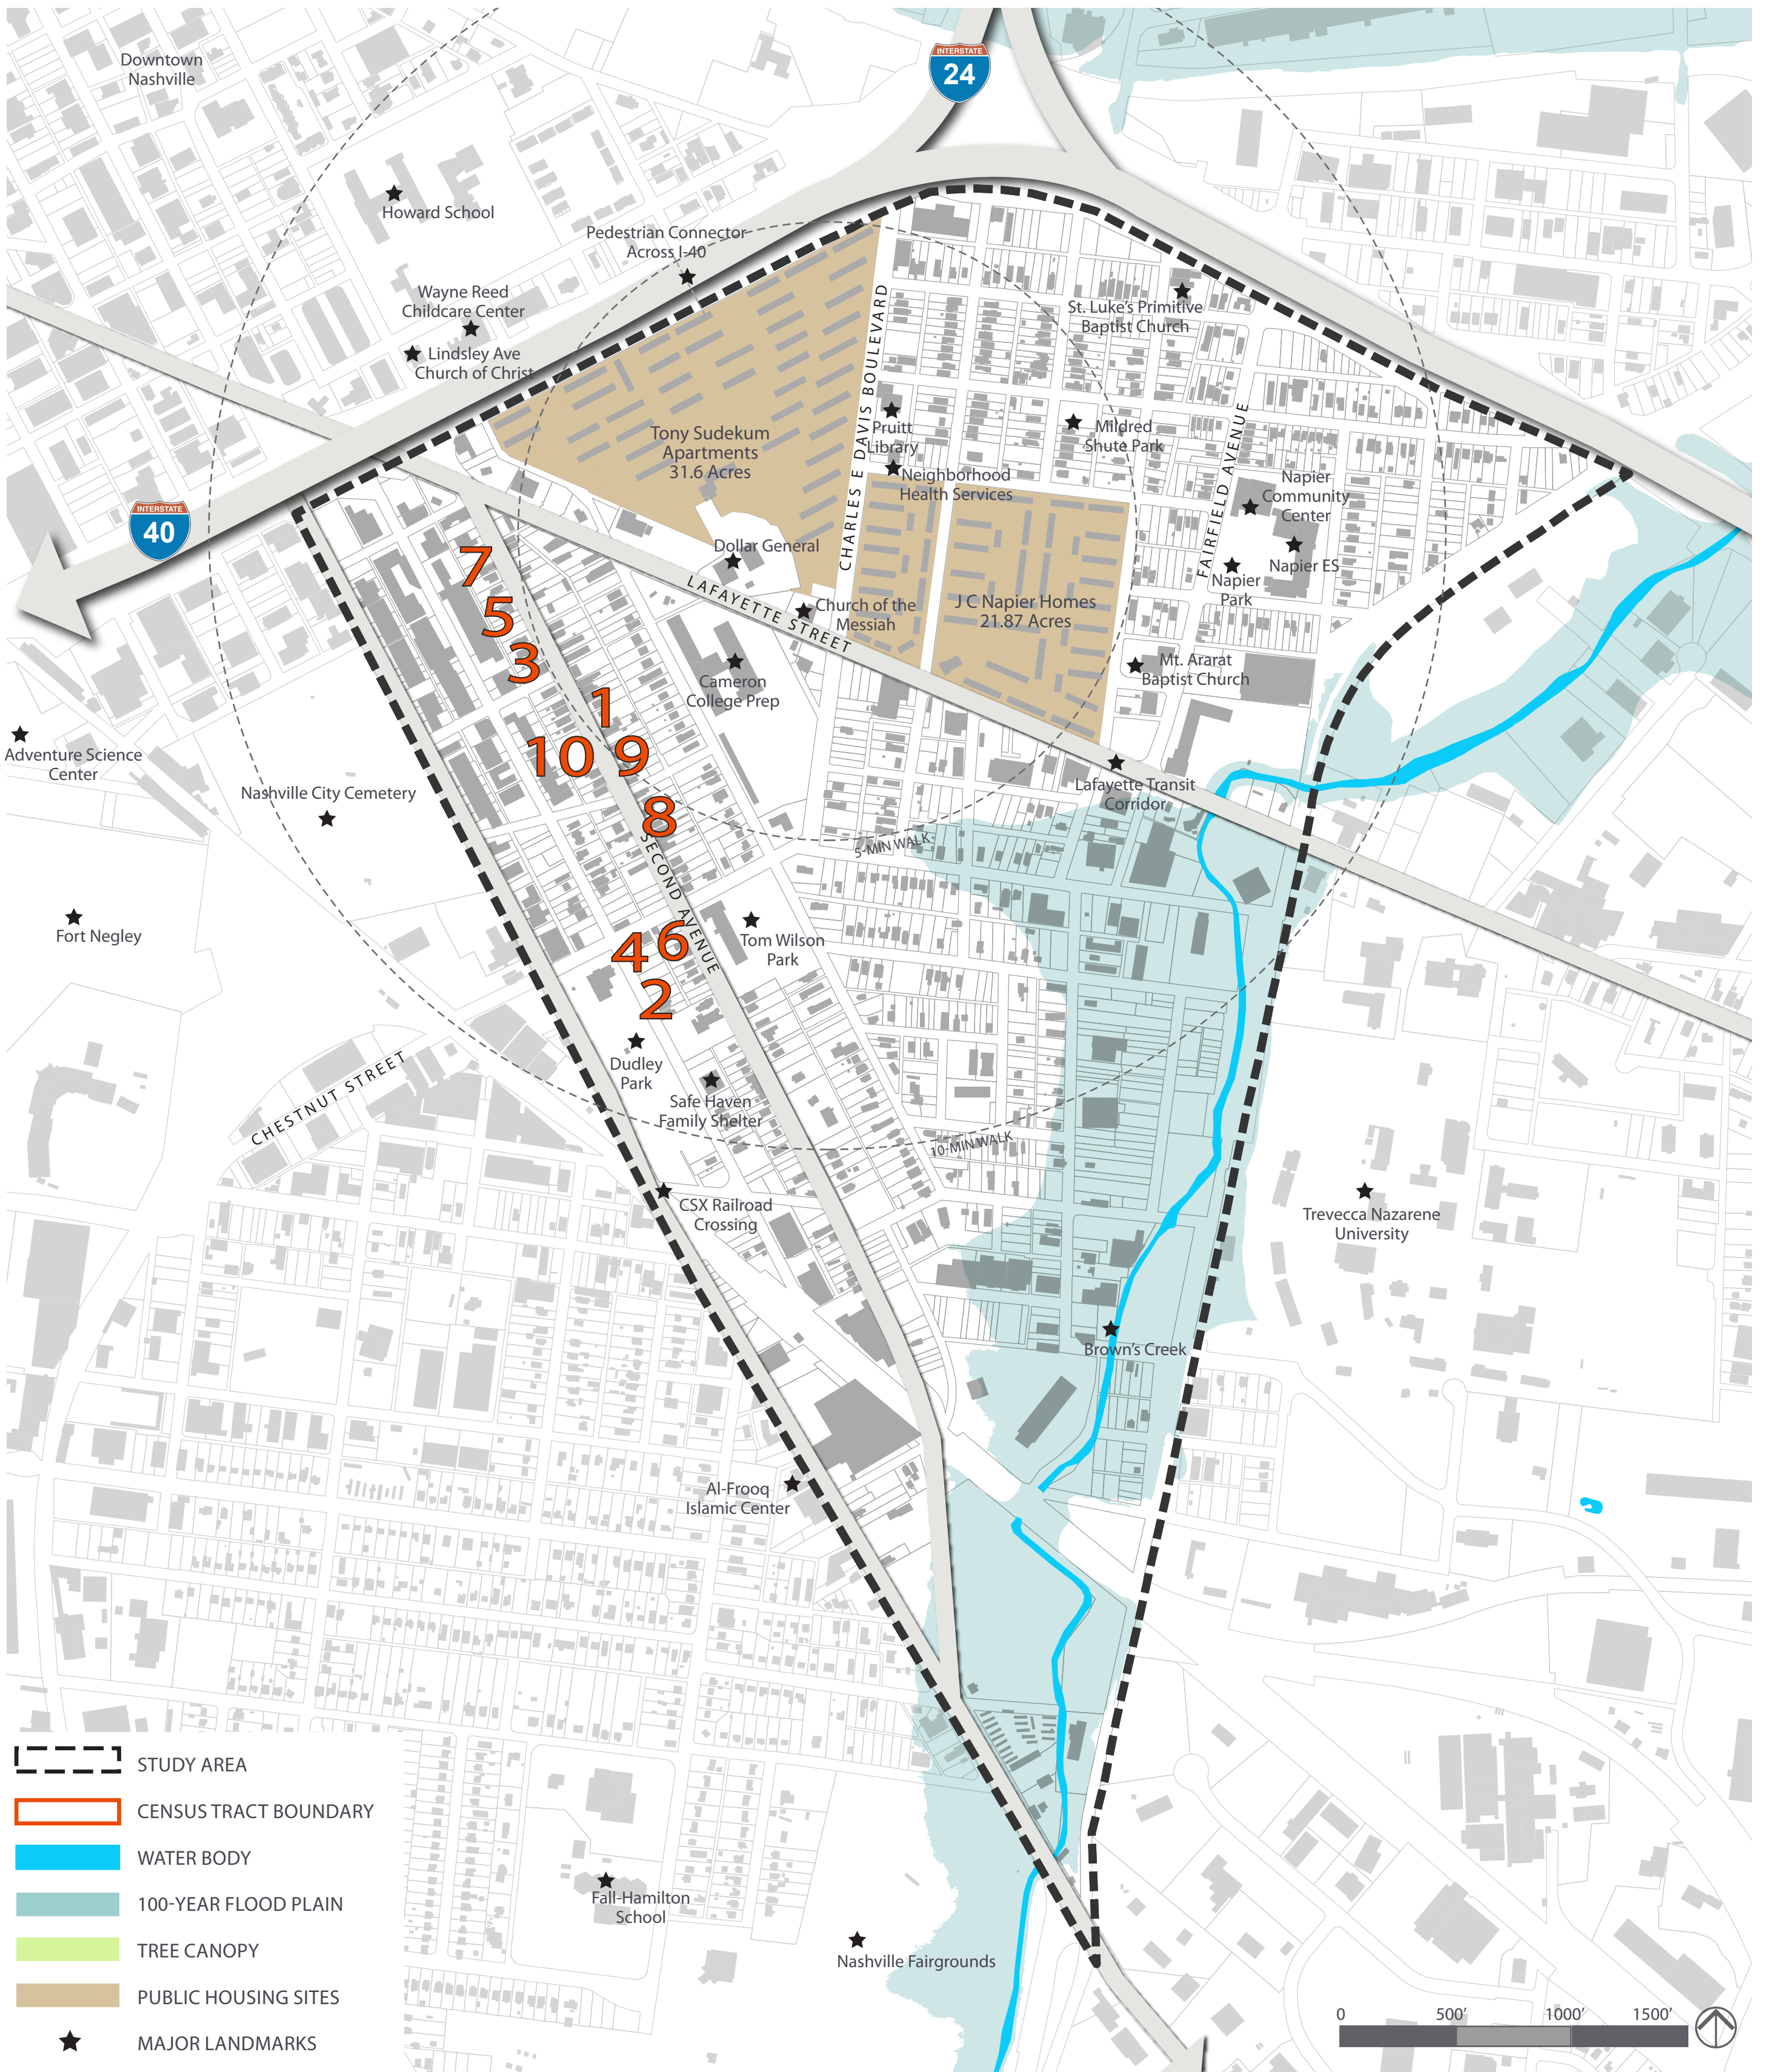 Downtown
Nashville
INTERSTATE
24
Howard School
Pedestrian Connector
Across I-40
Wayne Reed
Childcare Center
Lindsley Ave
Church of Christ
St. Luke's Primitive
Baptist Church
CHARLES E DAVIS BOULEVARD
Pruitt
Library
Mildred
Shute Park
FAIRFIELD AVENUE
Tony Sudekum
Apartments
31.6 Acres
Neighborhood
Health Services
Napier
Community
Center
INTERSTATE
40
Dollar General
Napier ES
Napier
Park
7
5
3
1
10
9
8
LAFAYETTE STREET
Church of the
Messiah
J C Napier Homes
21.87 Acres
Cameron
College Prep
Mt. Ararat
Baptist Church
Adventure Science
Center
Nashville City Cemetery
Lafayette Transit
Corridor
5-MIN WALK
SECOND AVENUE
Fort Negley
4
6
2
Tom Wilson
Park
Dudley
Park
CHESTNUT STREET
Safe Haven
Family Shelter
10-MIN WALK
CSX Railroad
Crossing
Trevecca Nazarene
University
Brown's Creek
Al-Frooq
Islamic Center
Fall-Hamilton
School
Nashville Fairgrounds
STUDY AREA
CENSUS TRACT BOUNDARY
WATER BODY
100-YEAR FLOOD PLAIN
TREE CANOPY
PUBLIC HOUSING SITES
MAJOR LANDMARKS
0 500' 1000' 1500'